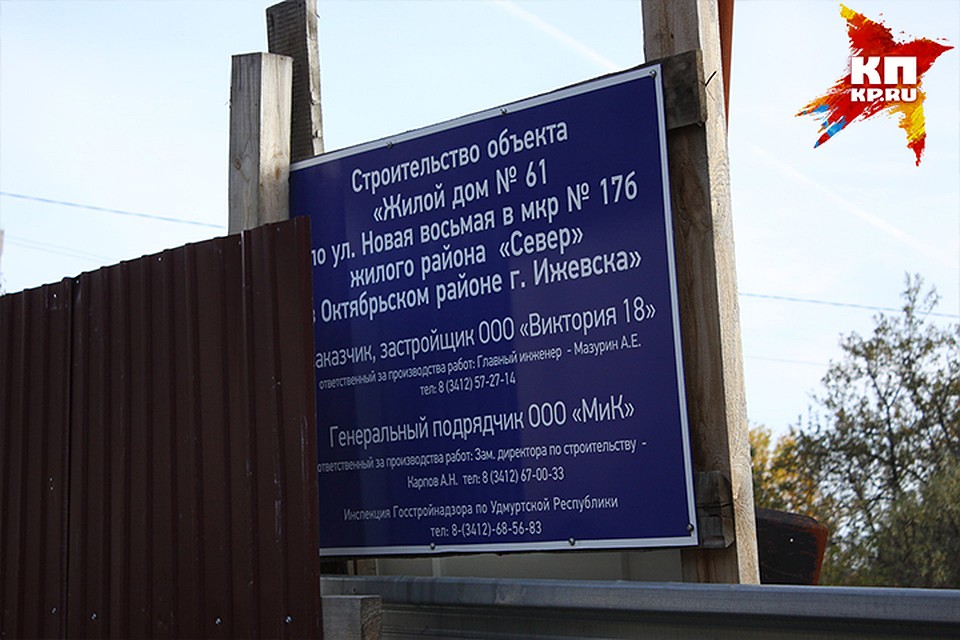 КП
KP.RU
Строительство объекта
«Жилой дом № 61
по ул. Новая восьмая в мкр № 17б
жилого района «Север»
Октябрьском районе г. Ижевска»
аказчик, застройщик ООО «Виктория 18»
ответственный за производства работ: Главный инженер - Мазурин А.Е.
тел: 8 (3412) 57-27-14
Генеральный подрядчик ООО «МиК»
ответственный за производства работ: Зам. директора по строительству -
Карпов А.Н. тел: 8 (3412) 67-00-33
Инспекция Госстройнадзора по Удмуртской Республики
тел: 8-(3412)-68-56-83